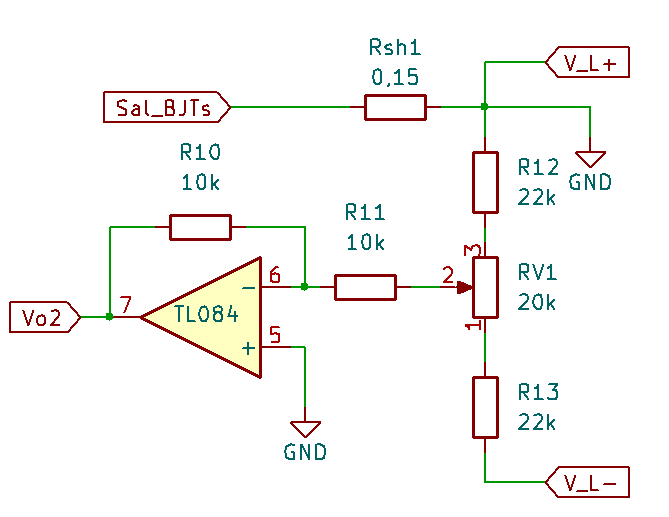 Rsh1
0,15
V_L+
Sal_BJTs
R10
10k
R12
22k
GND
R11
10k
3
6
2
RV1
20k
−
TL084
7
Vo2
5
+
1
R13
22k
GND
V_L−